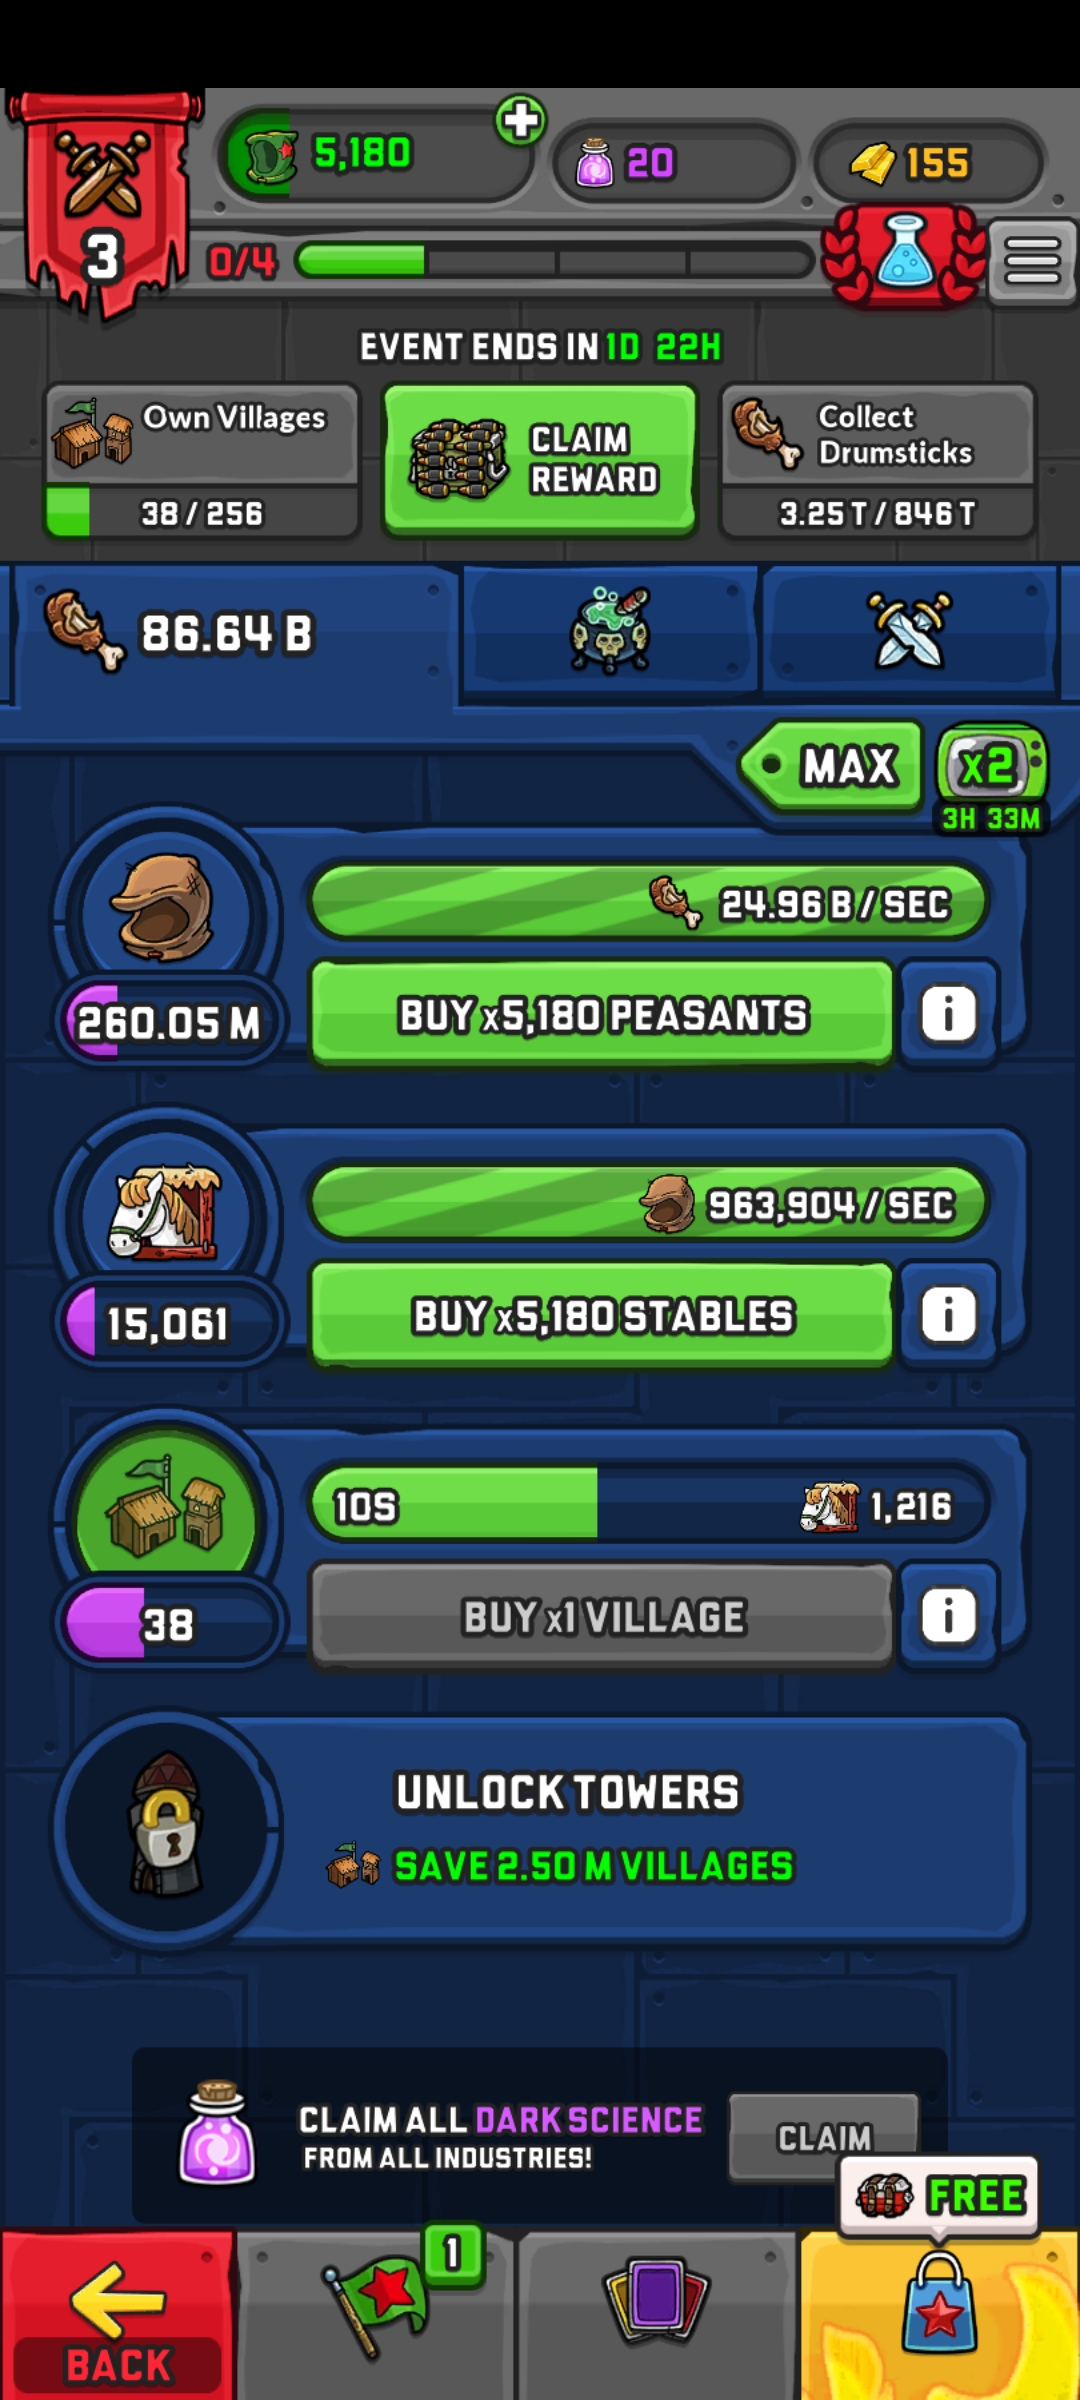 5,180
20
155
3
0/4
EVENT ENDS IN 1D 22H
Own Villages
38 / 256
CLAIM
REWARD
Collect
Drumsticks
3.25 T / 846 T
86.64 B
MAX
x2
3H 33M
24.96 B / SEC
260.05 M
BUY x5,180 PEASANTS
i
963,904 / SEC
15,061
BUY x5,180 STABLES
i
10S
1,216
38
BUY x1 VILLAGE
i
UNLOCK TOWERS
SAVE 2.50 M VILLAGES
CLAIM ALL DARK SCIENCE
FROM ALL INDUSTRIES!
CLAIM
FREE
1
BACK